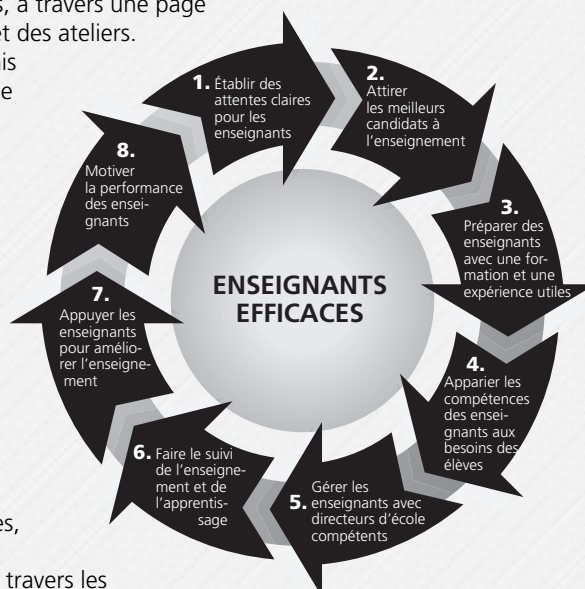 s, à travers une page
et des ateliers.
is
e
1. Établir des
attentes claires
pour les
enseignants
2.
Attirer
les meilleurs
candidats à
l'enseignement
3.
Préparer des
enseignants
avec une for-
mation et une
expérience utiles
4.
Apparier les
compétences
des ensei-
gnants aux
besoins des
élèves
5. Gérer les
enseignants avec
directeurs d'école
compétents
6. Faire le suivi
de l'enseigne-
ment et de
l'apprentis-
sage
7.
Appuyer les
enseignants
pour amélio-
rer l'enseigne-
ment
8.
Motiver
la performance
des ensei-
gnants
ENSEIGNANTS
EFFICACES
es,
travers les